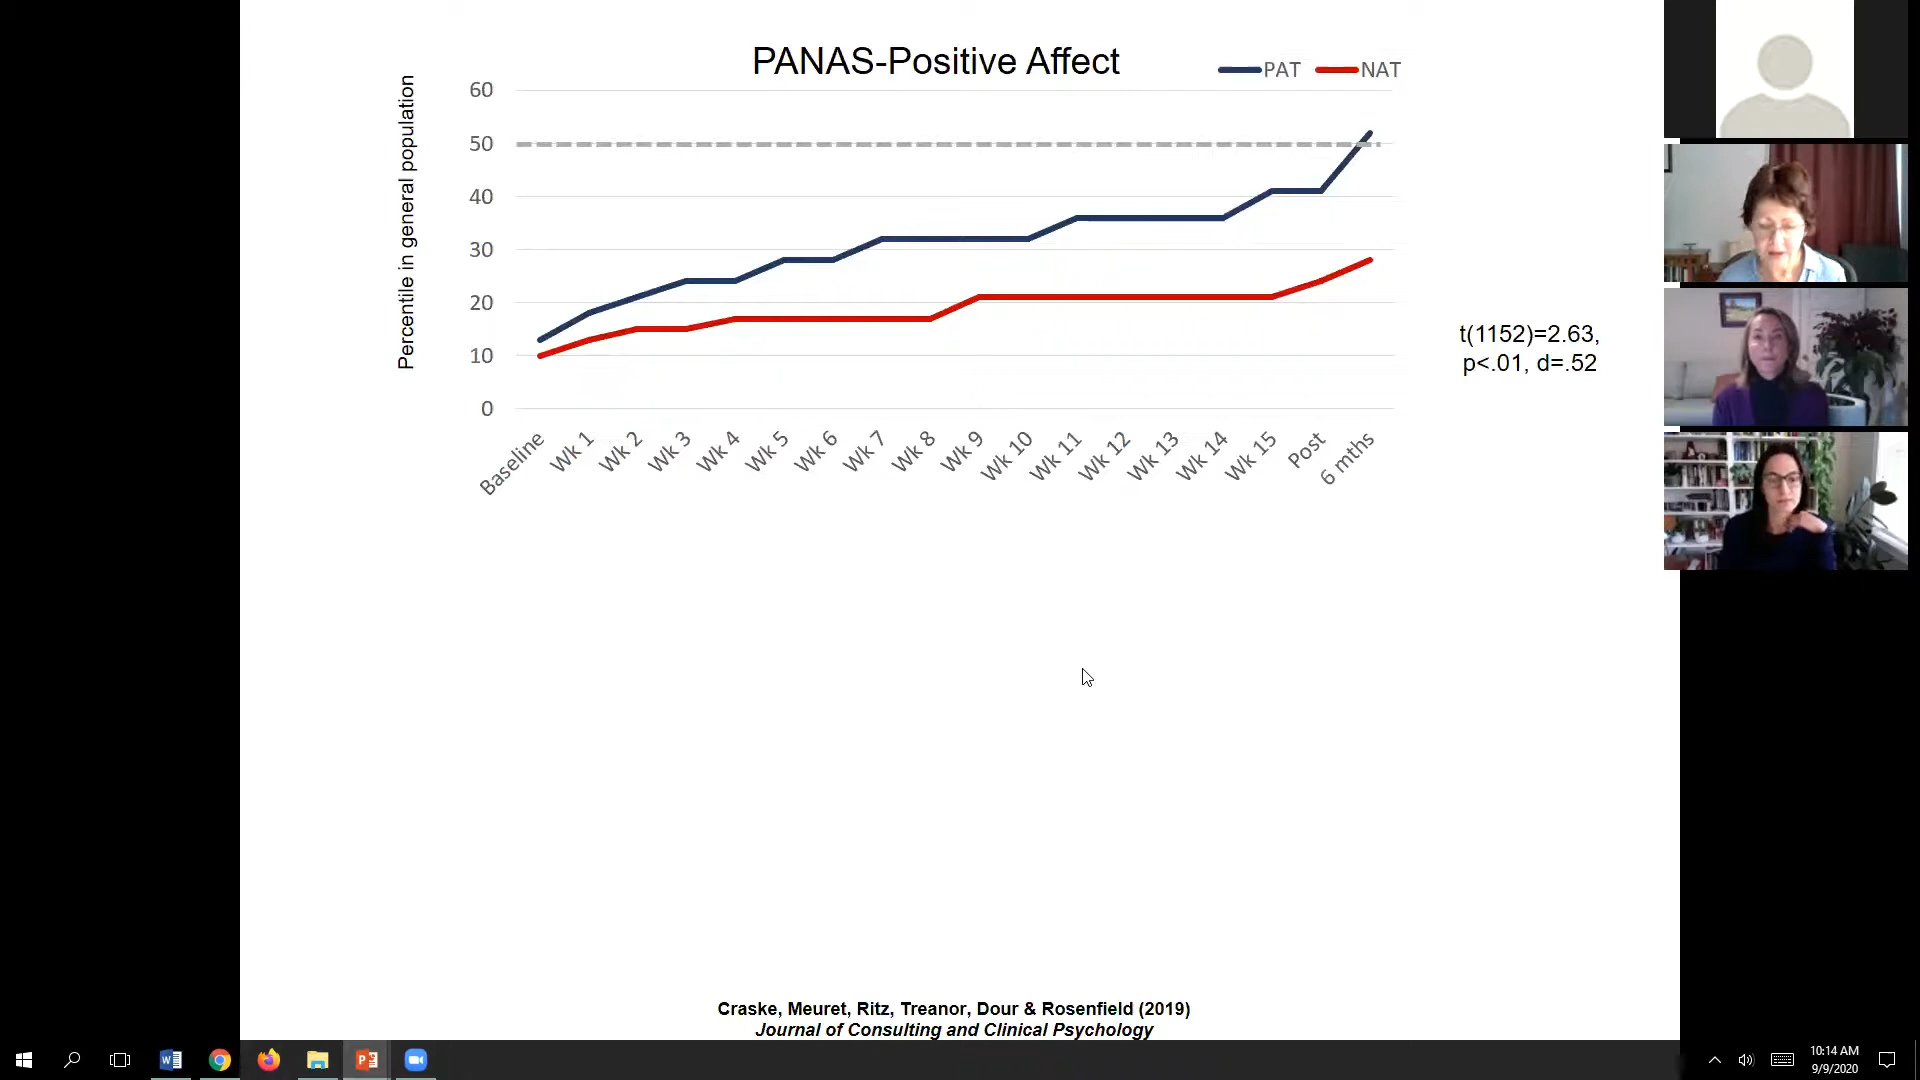 PANAS-Positive Affect
PAT NAT
Percentile in general population
60
50
40
30
20
10
0
Baseline
Wk 1
Wk 2
Wk 3
Wk 4
Wk 5
Wk 6
Wk 7
Wk 8
Wk 9
Wk 10
Wk 11
Wk 12
Wk 13
Wk 14
Wk 15
Post
6 mths
t(1152)=2.63,
p<.01, d=.52
Craske, Meuret, Ritz, Treanor, Dour & Rosenfield (2019)
Journal of Consulting and Clinical Psychology
10:14 AM
9/9/2020